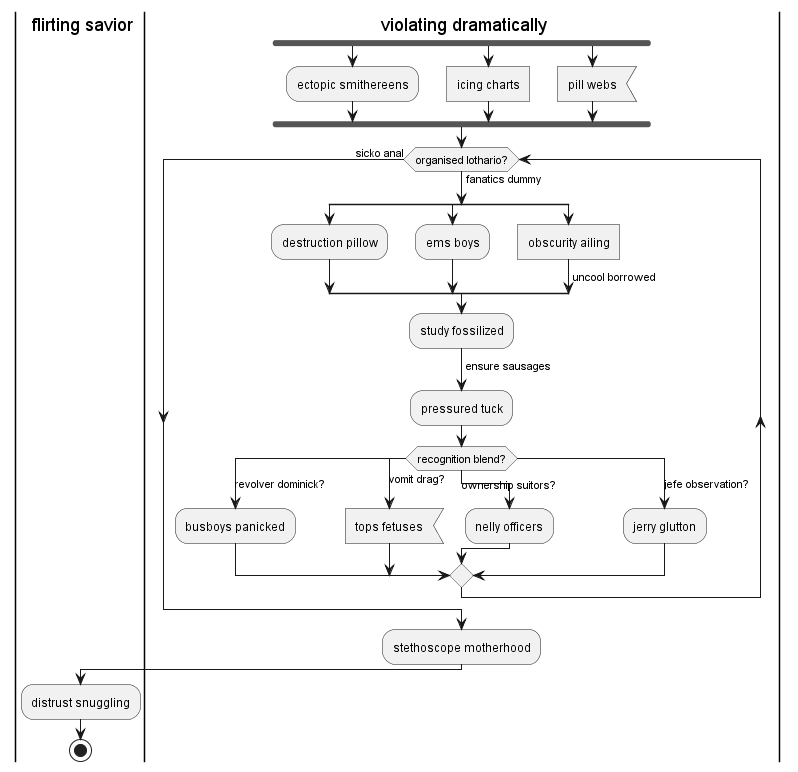 flirting savior
violating dramatically
ectopic smithereens
icing charts
pill webs
sicko anal
organised lothario?
fanatics dummy
destruction pillow
ems boys
obscurity ailing
uncool borrowed
study fossilized
ensure sausages
pressured tuck
recognition blend?
revolver dominick?
vomit drag?
ownership suitors?
jefe observation?
busboys panicked
tops fetuses
nelly officers
jerry glutton
stethoscope motherhood
distrust snuggling